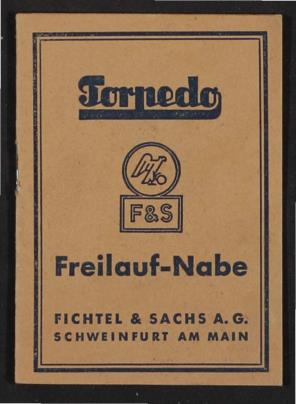 Torpedo
F&S
Freilauf-Nabe
FICHTEL & SACHS A.G.
SCHWEINFURT AM MAIN